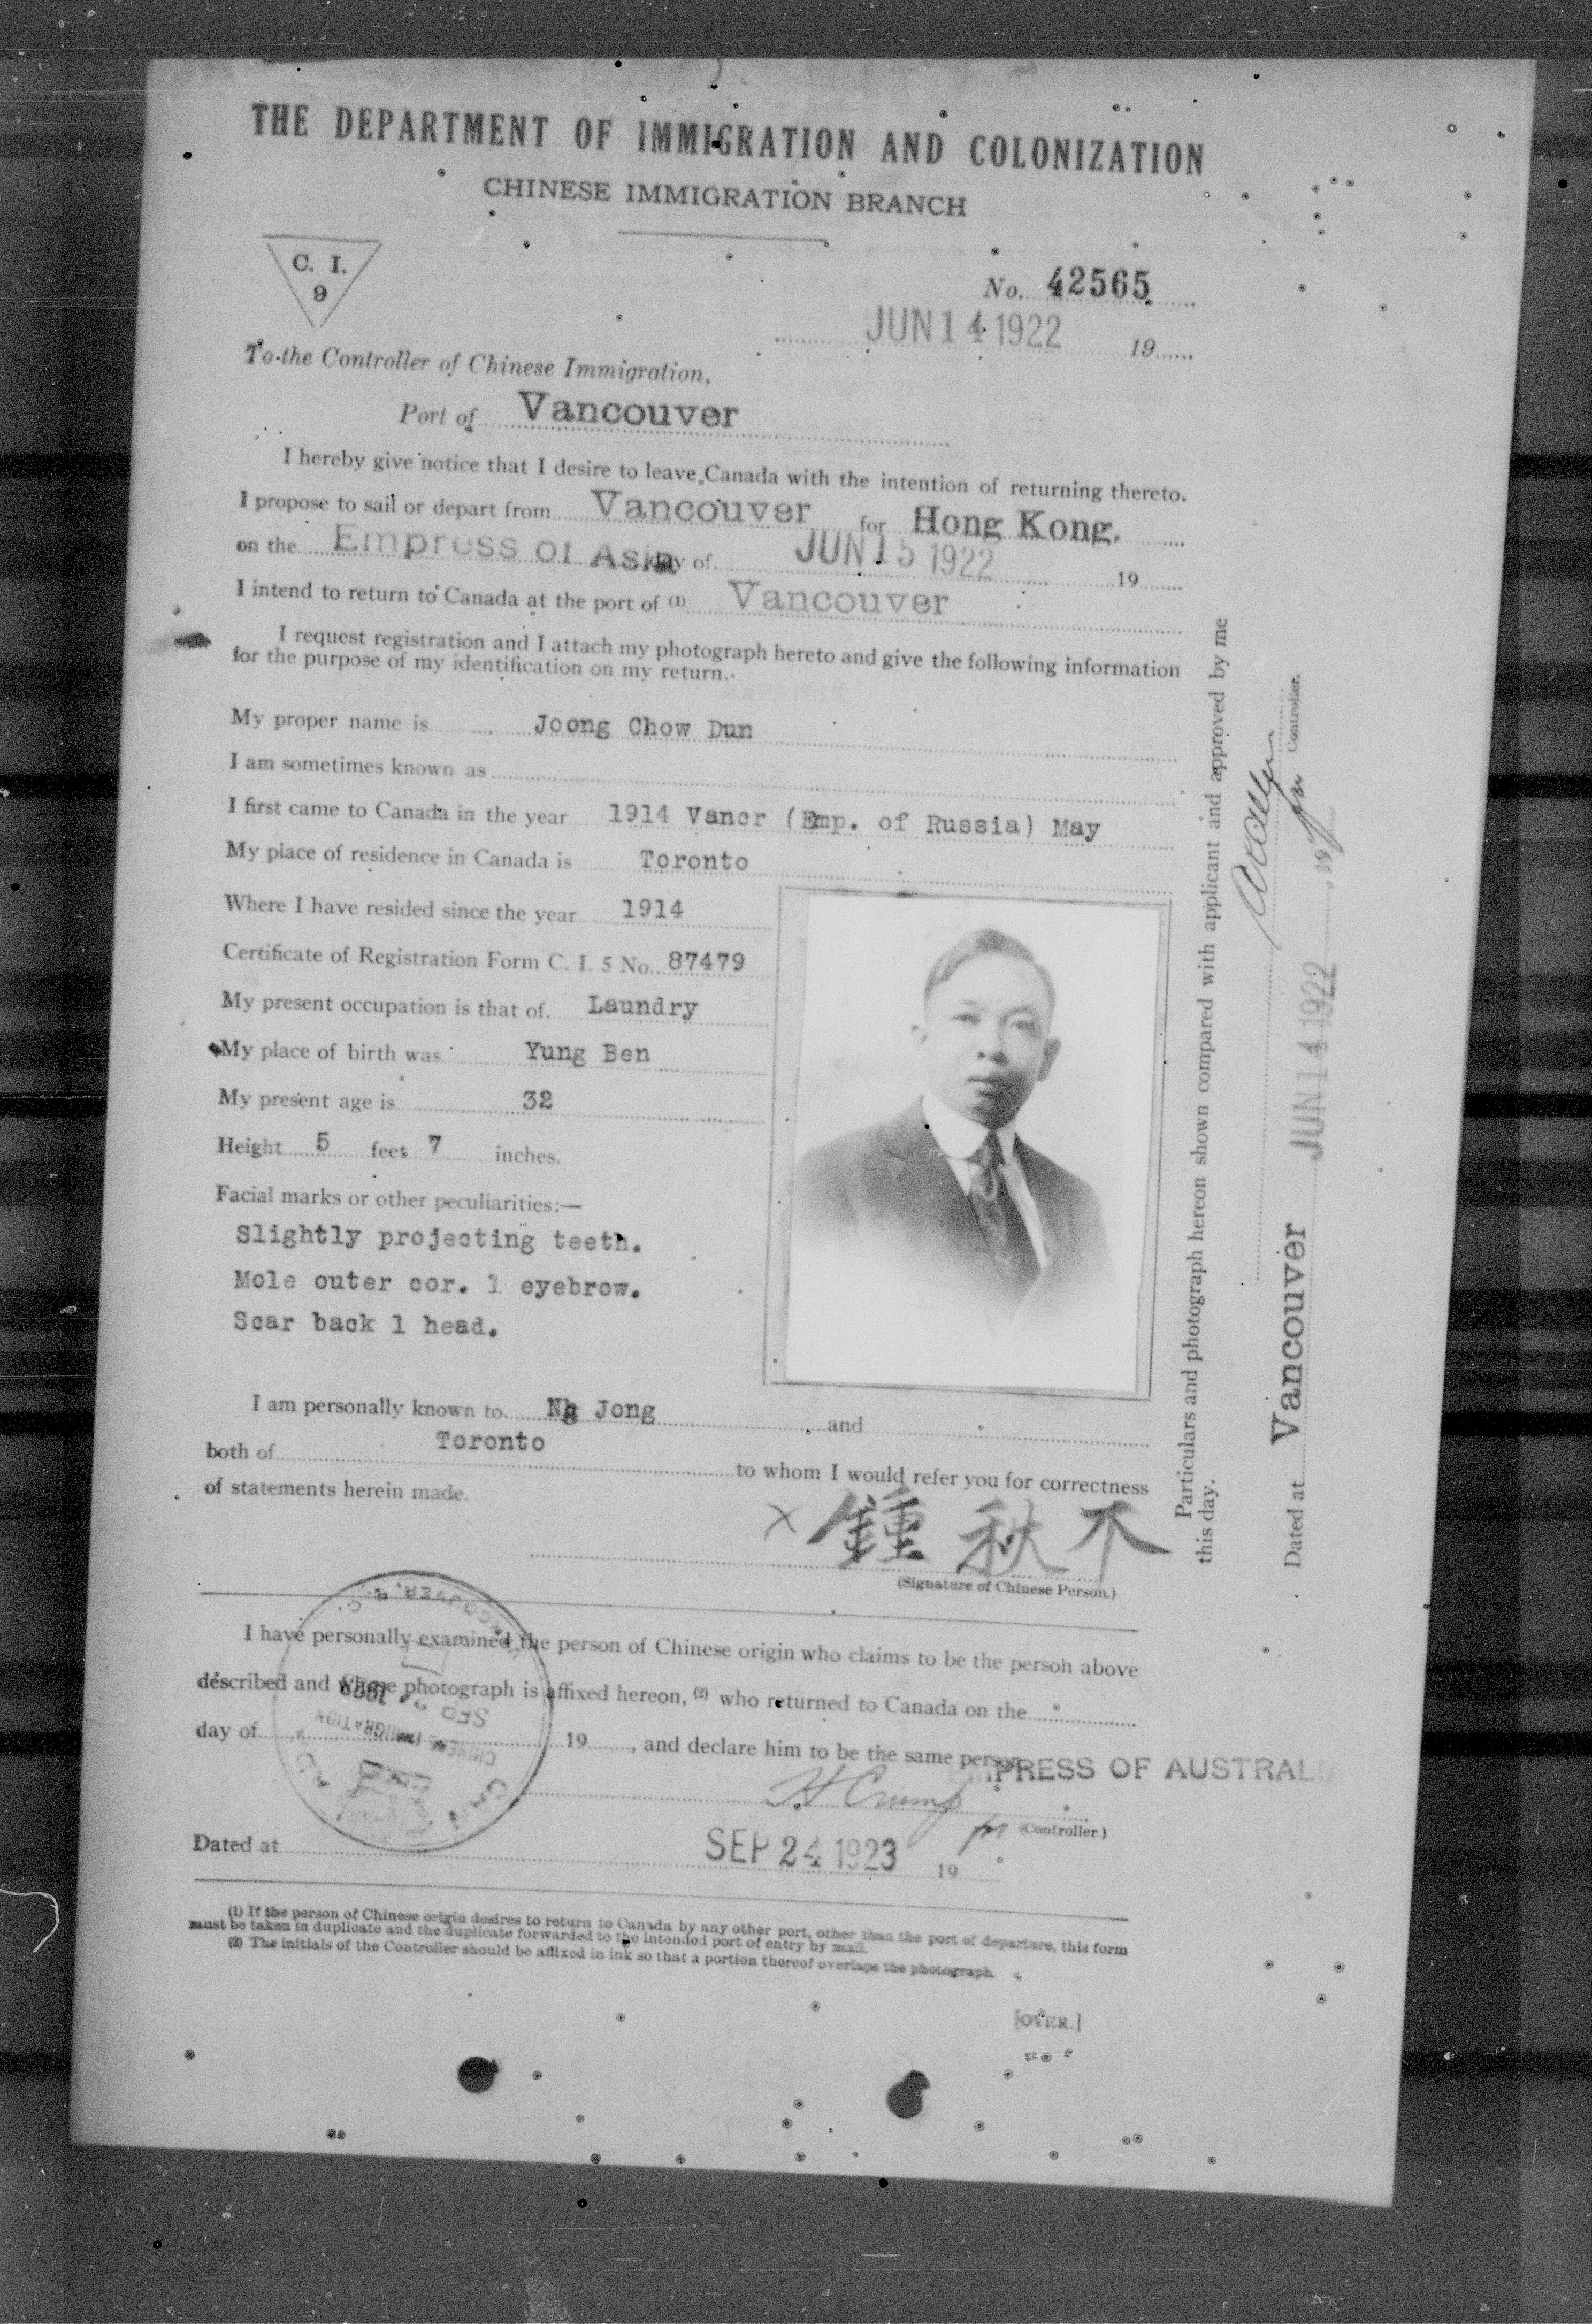 THE DEPARTMENT OF IMMIGRATION AND COLONIZATION
CHINESE IMMIGRATION BRANCH
C. I.
9
No. 42565
JUN 14 1922 19
To the Controller of Chinese Immigration,
Port of Vancouver
I hereby give notice that I desire to leave Canada with the intention of returning thereto.
I propose to sail or depart from Vancouver for Hong Kong.
on the Empress of Asia day of JUN 15 1922 19
I intend to return to Canada at the port of (1) Vancouver
I request registration and I attach my photograph hereto and give the following information
for the purpose of my identification on my return.
My proper name is Joong Chow Dun
I am sometimes known as
I first came to Canada in the year 1914 Vancr (Emp. of Russia) May
My place of residence in Canada is Toronto
Where I have resided since the year 1914
Certificate of Registration Form C. I. 5 No. 87479
My present occupation is that of Laundry
My place of birth was Yung Ben
My present age is 32
Height 5 feet 7 inches.
Facial marks or other peculiarities:—
Slightly projecting teeth.
Mole outer cor. l eyebrow.
Scar back l head.
I am personally known to Ng Jong and
both of Toronto to whom I would refer you for correctness
of statements herein made.
X 鍾秋不
(Signature of Chinese Person.)
Particulars and photograph hereon shown compared with applicant and approved by me
this day.
Controller.
Dated at Vancouver JUN 14 1922 19
I have personally examined the person of Chinese origin who claims to be the person above
described and whose photograph is affixed hereon, (2) who returned to Canada on the
day of 19 , and declare him to be the same person.
EMPRESS OF AUSTRALIA
H Crump
(Controller)
Dated at SEP 24 1923 19
VANCOUVER, B.C.
SEP
CHINESE IMMIGRATION
CANADA
(1) If the person of Chinese origin desires to return to Canada by any other port, other than the port of departure, this form
must be taken in duplicate and the duplicate forwarded to the intended port of entry by mail.
(2) The initials of the Controller should be affixed in ink so that a portion thereof overlaps the photograph.
[OVER.]